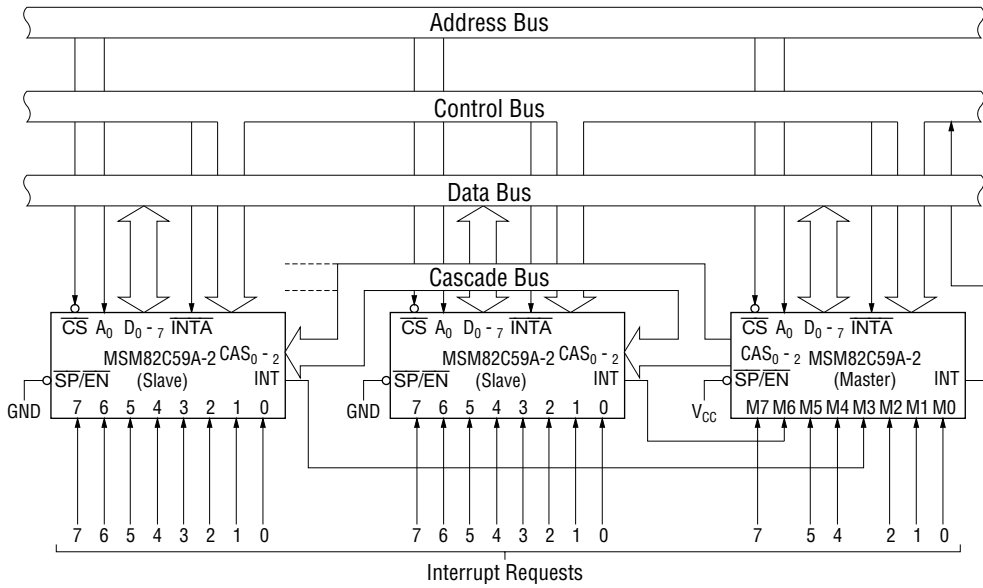 Address Bus
Control Bus
Data Bus
Cascade Bus
CS A0 D0 - 7 INTA
MSM82C59A-2 CAS0 - 2
SP/EN (Slave) INT
GND
7 6 5 4 3 2 1 0
CS A0 D0 - 7 INTA
MSM82C59A-2 CAS0 - 2
SP/EN (Slave) INT
GND
7 6 5 4 3 2 1 0
CS A0 D0 - 7 INTA
CAS0 - 2 MSM82C59A-2
SP/EN (Master) INT
VCC
M7 M6 M5 M4 M3 M2 M1 M0
7 6 5 4 3 2 1 0
7 6 5 4 3 2 1 0
7 5 4 2 1 0
Interrupt Requests